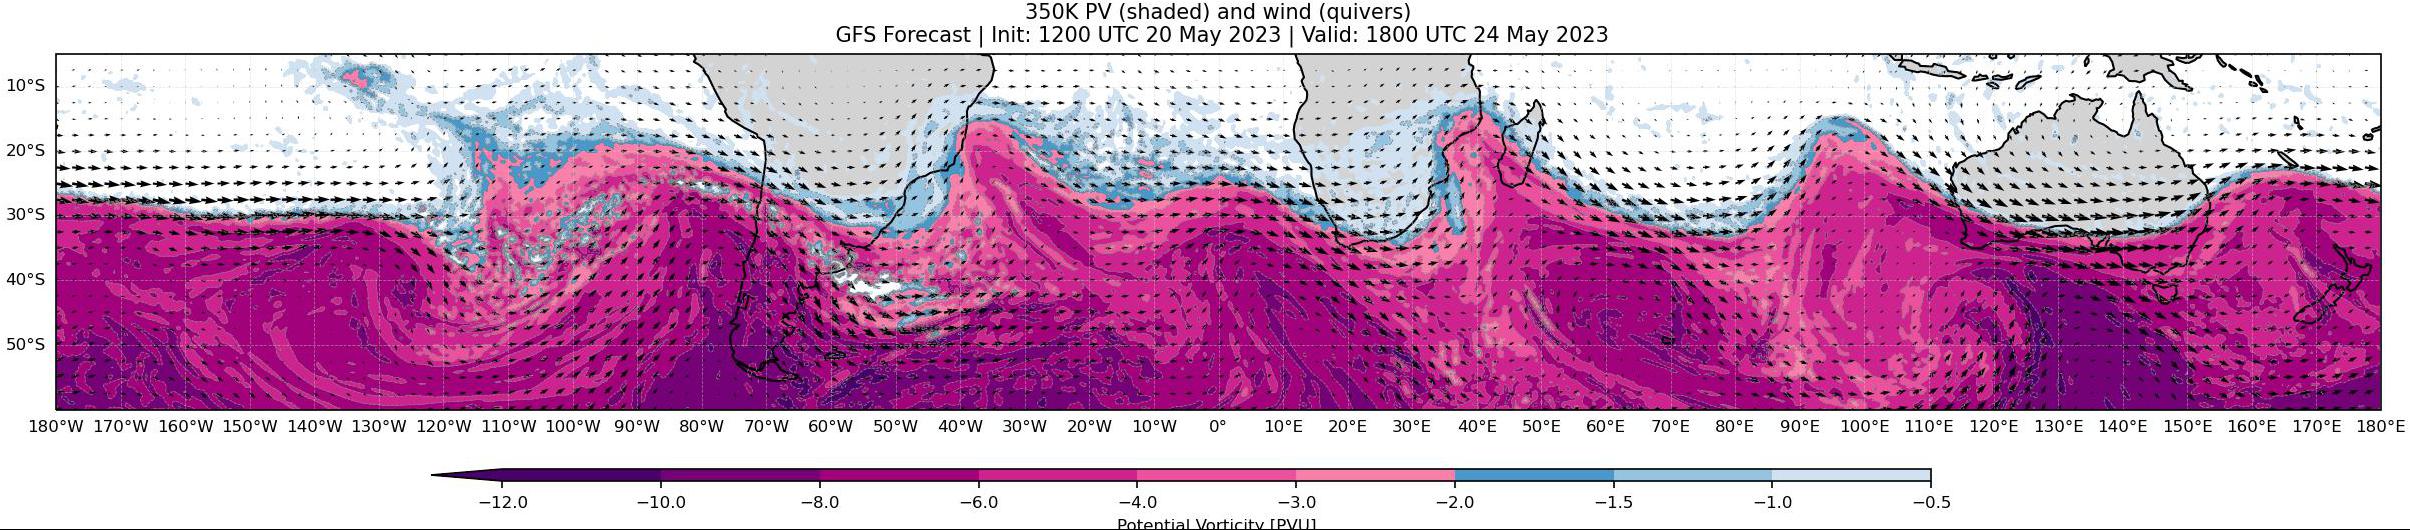 350K PV (shaded) and wind (quivers)
GFS Forecast | Init: 1200 UTC 20 May 2023 | Valid: 1800 UTC 24 May 2023
10°S
20°S
30°S
40°S
50°S
180°W 170°W 160°W 150°W 140°W 130°W 120°W 110°W 100°W 90°W 80°W 70°W 60°W 50°W 40°W 30°W 20°W 10°W 0° 10°E 20°E 30°E 40°E 50°E 60°E 70°E 80°E 90°E 100°E 110°E 120°E 130°E 140°E 150°E 160°E 170°E 180°E
−12.0 −10.0 −8.0 −6.0 −4.0 −3.0 −2.0 −1.5 −1.0 −0.5
Potential Vorticity [PVU]